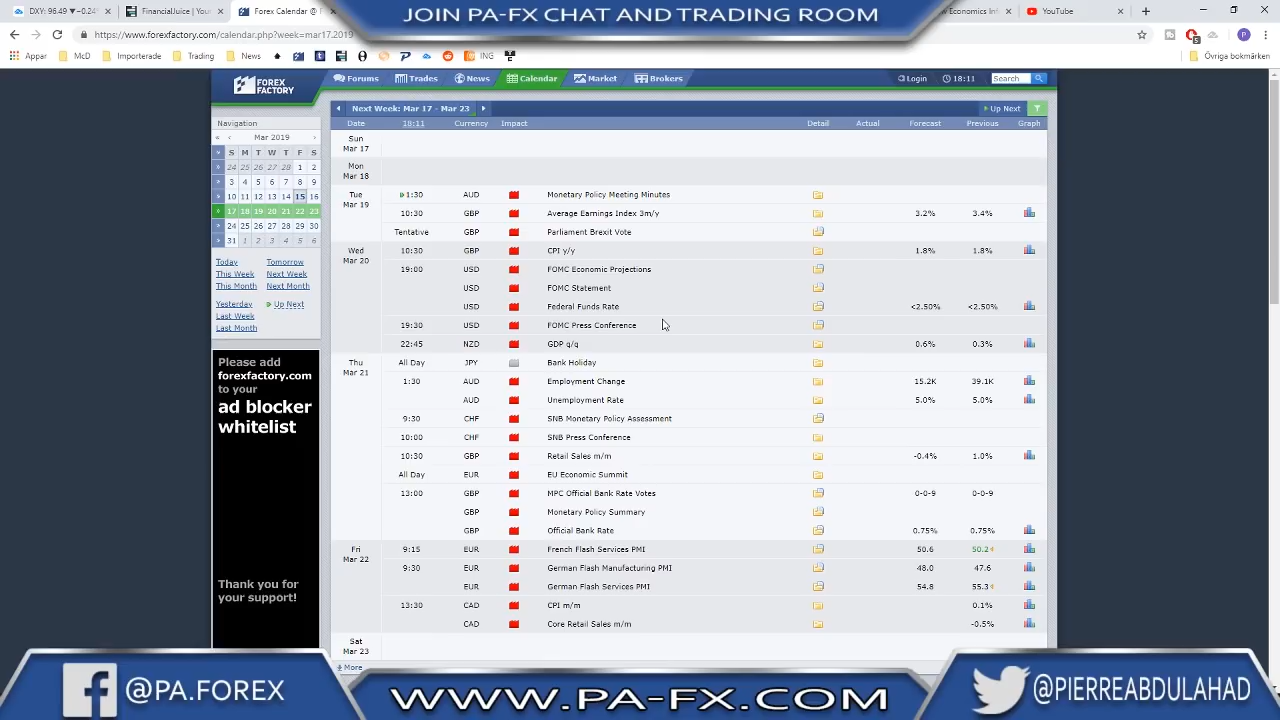 JOIN PA-FX CHAT AND TRADING ROOM
DXY: 96.49 ▼−0.24
FinancialJuice | Your
Forex Calendar @
Economics Int
YouTube
https://www.forexfactory.com/calendar.php?week=mar17.2019
Appar McD Importerade Trading News ING Övriga bokmärken
FOREX FACTORY
Forums Trades News Calendar Market Brokers Login 18:11 Search
Navigation
Mar 2019
S M T W T F S
24 25 26 27 28 1 2
3 4 5 6 7 8 9
10 11 12 13 14 15 16
17 18 19 20 21 22 23
24 25 26 27 28 29 30
31 1 2 3 4 5 6
Today Tomorrow
This Week Next Week
This Month Next Month
Yesterday Up Next
Last Week
Last Month
Please add
forexfactory.com
to your
ad blocker
whitelist
Thank you for
your support!
Next Week: Mar 17 - Mar 23 Up Next
Date 18:11 Currency Impact Detail Actual Forecast Previous Graph
Sun
Mar 17
Mon
Mar 18
Tue
Mar 19
1:30 AUD Monetary Policy Meeting Minutes
10:30 GBP Average Earnings Index 3m/y 3.2% 3.4%
Tentative GBP Parliament Brexit Vote
Wed
Mar 20
10:30 GBP CPI y/y 1.8% 1.8%
19:00 USD FOMC Economic Projections
USD FOMC Statement
USD Federal Funds Rate <2.50% <2.50%
19:30 USD FOMC Press Conference
22:45 NZD GDP q/q 0.6% 0.3%
Thu
Mar 21
All Day JPY Bank Holiday
1:30 AUD Employment Change 15.2K 39.1K
AUD Unemployment Rate 5.0% 5.0%
9:30 CHF SNB Monetary Policy Assessment
10:00 CHF SNB Press Conference
10:30 GBP Retail Sales m/m -0.4% 1.0%
All Day EUR EU Economic Summit
13:00 GBP MPC Official Bank Rate Votes 0-0-9 0-0-9
GBP Monetary Policy Summary
GBP Official Bank Rate 0.75% 0.75%
Fri
Mar 22
9:15 EUR French Flash Services PMI 50.6 50.2
9:30 EUR German Flash Manufacturing PMI 48.0 47.6
EUR German Flash Services PMI 54.8 55.3
13:30 CAD CPI m/m 0.1%
CAD Core Retail Sales m/m -0.5%
Sat
Mar 23
More
@PA.FOREX
WWW.PA-FX.COM
@PIERREABDULAHAD